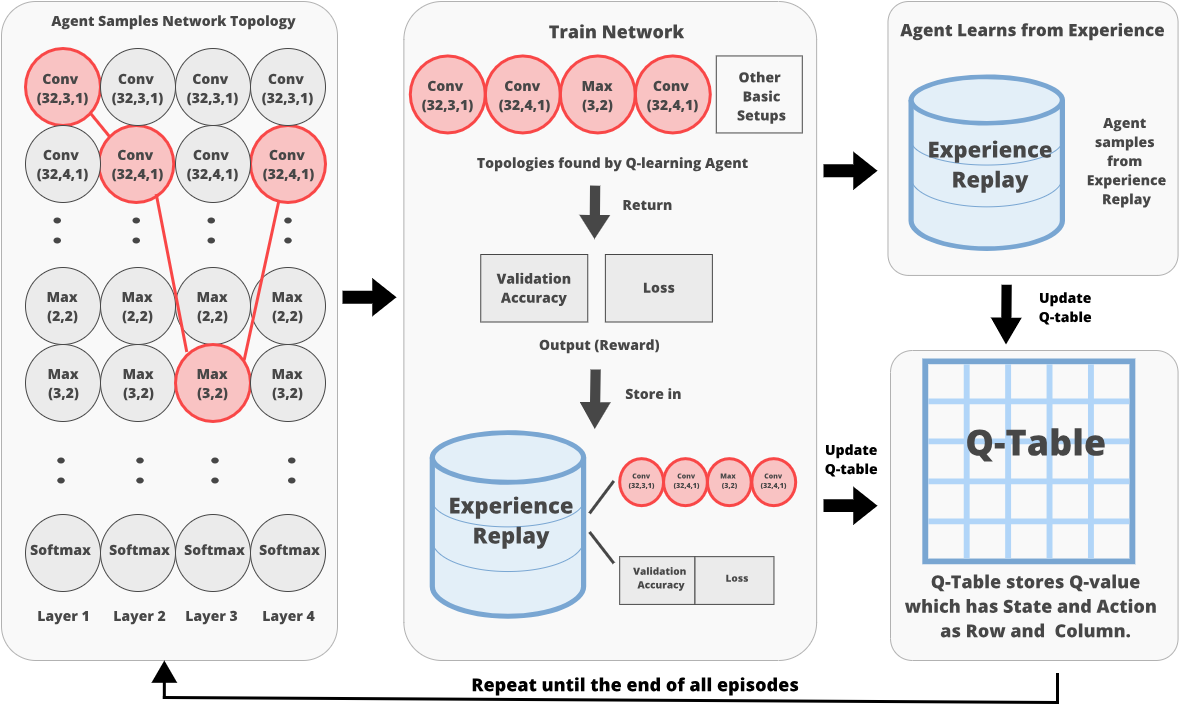 Agent Samples Network Topology
Conv
(32,3,1)
Conv
(32,3,1)
Conv
(32,3,1)
Conv
(32,3,1)
Conv
(32,4,1)
Conv
(32,4,1)
Conv
(32,4,1)
Conv
(32,4,1)
Max
(2,2)
Max
(2,2)
Max
(2,2)
Max
(2,2)
Max
(3,2)
Max
(3,2)
Max
(3,2)
Max
(3,2)
Softmax
Softmax
Softmax
Softmax
Layer 1
Layer 2
Layer 3
Layer 4
Train Network
Conv
(32,3,1)
Conv
(32,4,1)
Max
(3,2)
Conv
(32,4,1)
Other
Basic
Setups
Topologies found by Q-learning Agent
Return
Validation
Accuracy
Loss
Output (Reward)
Store in
Experience
Replay
Conv
(32,3,1)
Conv
(32,4,1)
Max
(3,2)
Conv
(32,4,1)
Validation
Accuracy
Loss
Agent Learns from Experience
Experience
Replay
Agent
samples
from
Experience
Replay
Update
Q-table
Update
Q-table
Q-Table
Q-Table stores Q-value
which has State and Action
as Row and Column.
Repeat until the end of all episodes